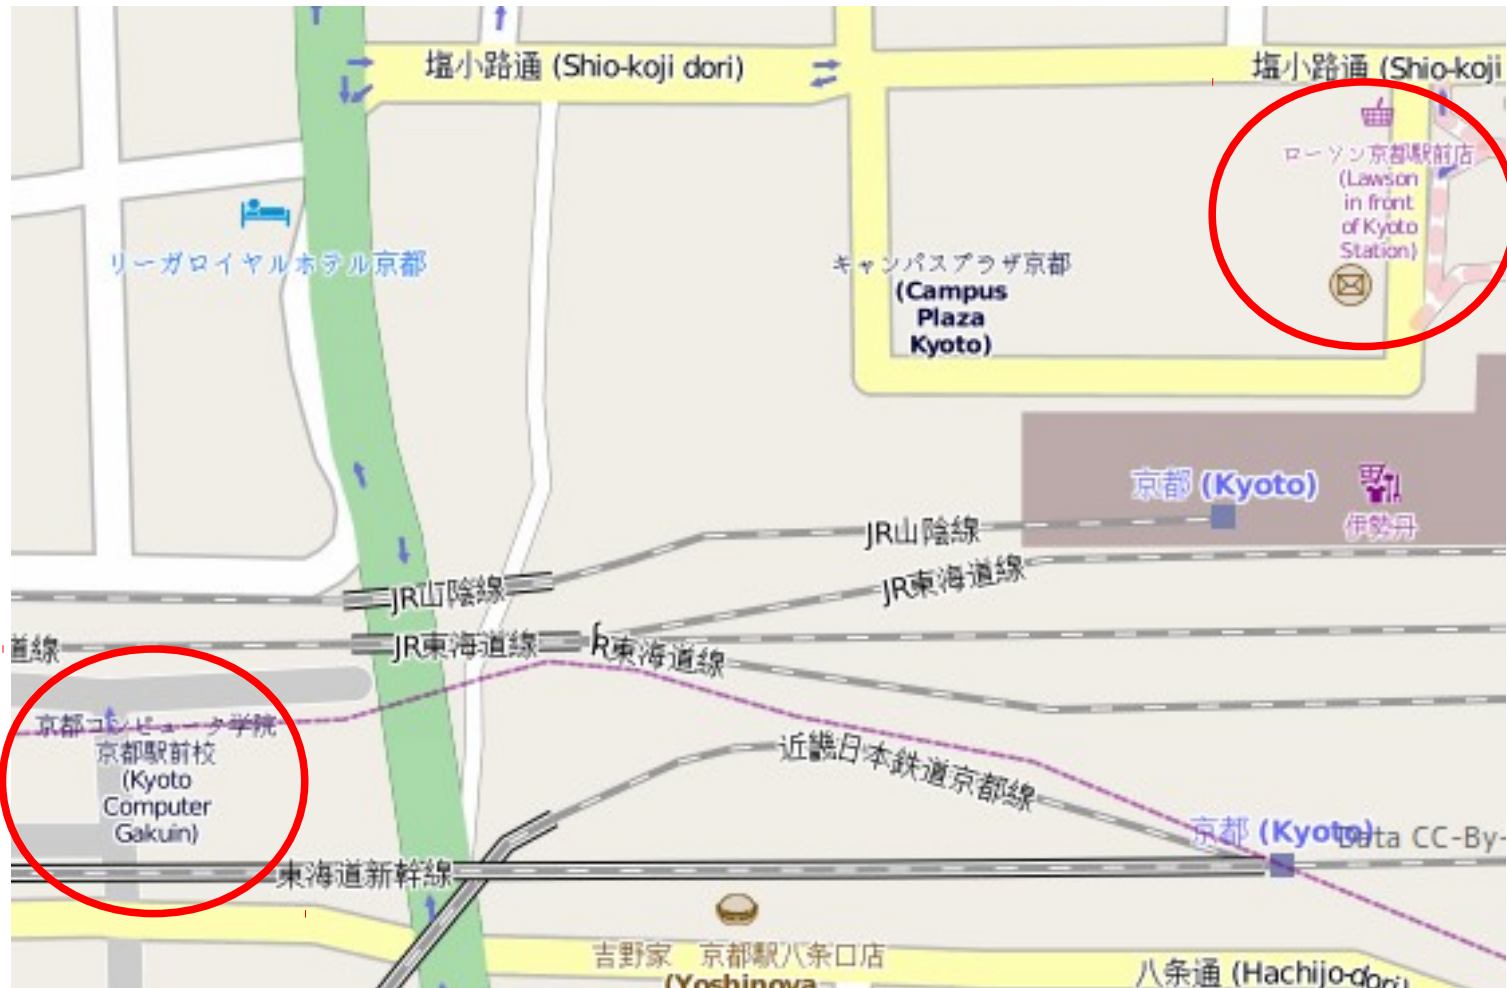 塩小路通 (Shio-koji dori)
塩小路通 (Shio-koji
ローソン京都駅前店
(Lawson
in front
of Kyoto
Station)
リーガロイヤルホテル京都
キャンパスプラザ京都
(Campus
Plaza
Kyoto)
京都 (Kyoto)
伊勢丹
JR山陰線
JR東海道線
JR山陰線
JR東海道線
JR東海道線
道線
京都コンピュータ学院
京都駅前校
(Kyoto
Computer
Gakuin)
近畿日本鉄道京都線
京都 (Kyoto)
Data CC-By-
東海道新幹線
吉野家 京都駅八条口店
(Yoshinoya
八条通 (Hachijo-dori)